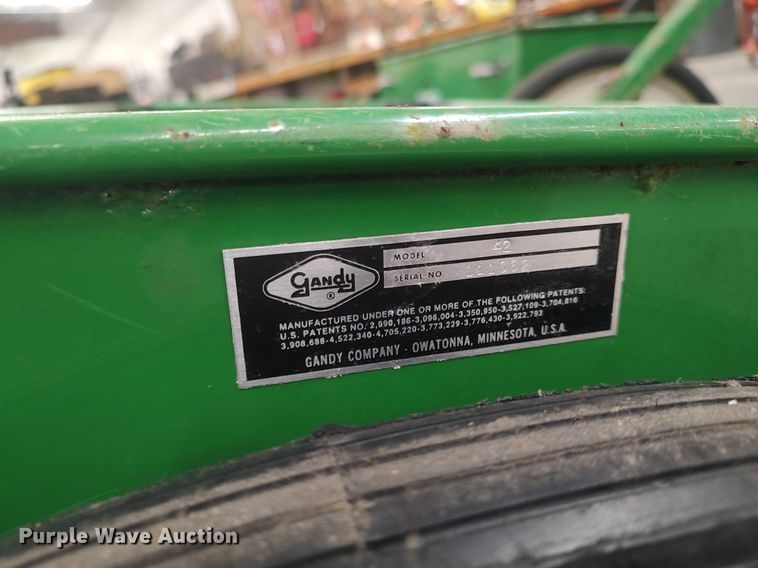 gandy ®
MODEL 42
SERIAL NO.
MANUFACTURED UNDER ONE OR MORE OF THE FOLLOWING PATENTS:
U.S. PATENTS NO. 2,990,186-3,096,004-3,350,950-3,527,109-3,704,816
3,908,688-4,522,340-4,705,220-3,773,229-3,776,430-3,922,793
GANDY COMPANY - OWATONNA, MINNESOTA, U.S.A.
Purple Wave Auction®